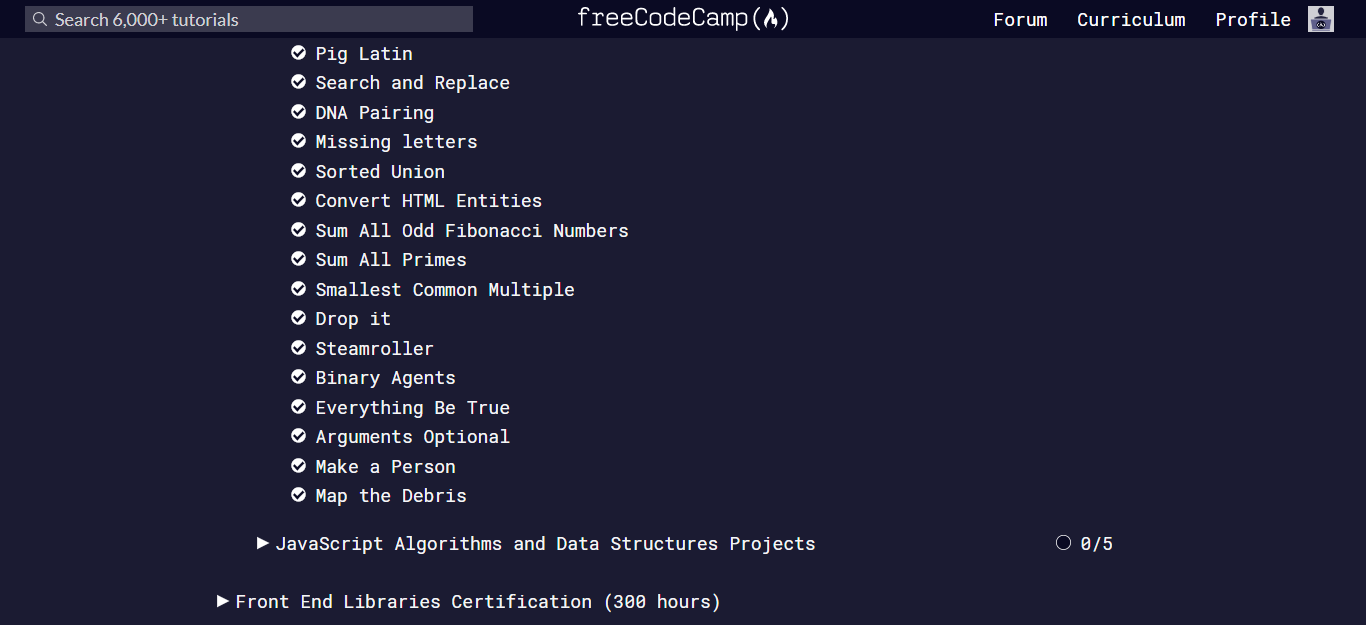 Search 6,000+ tutorials
freeCodeCamp
Forum Curriculum Profile
Pig Latin
Search and Replace
DNA Pairing
Missing letters
Sorted Union
Convert HTML Entities
Sum All Odd Fibonacci Numbers
Sum All Primes
Smallest Common Multiple
Drop it
Steamroller
Binary Agents
Everything Be True
Arguments Optional
Make a Person
Map the Debris
JavaScript Algorithms and Data Structures Projects 0/5
Front End Libraries Certification (300 hours)